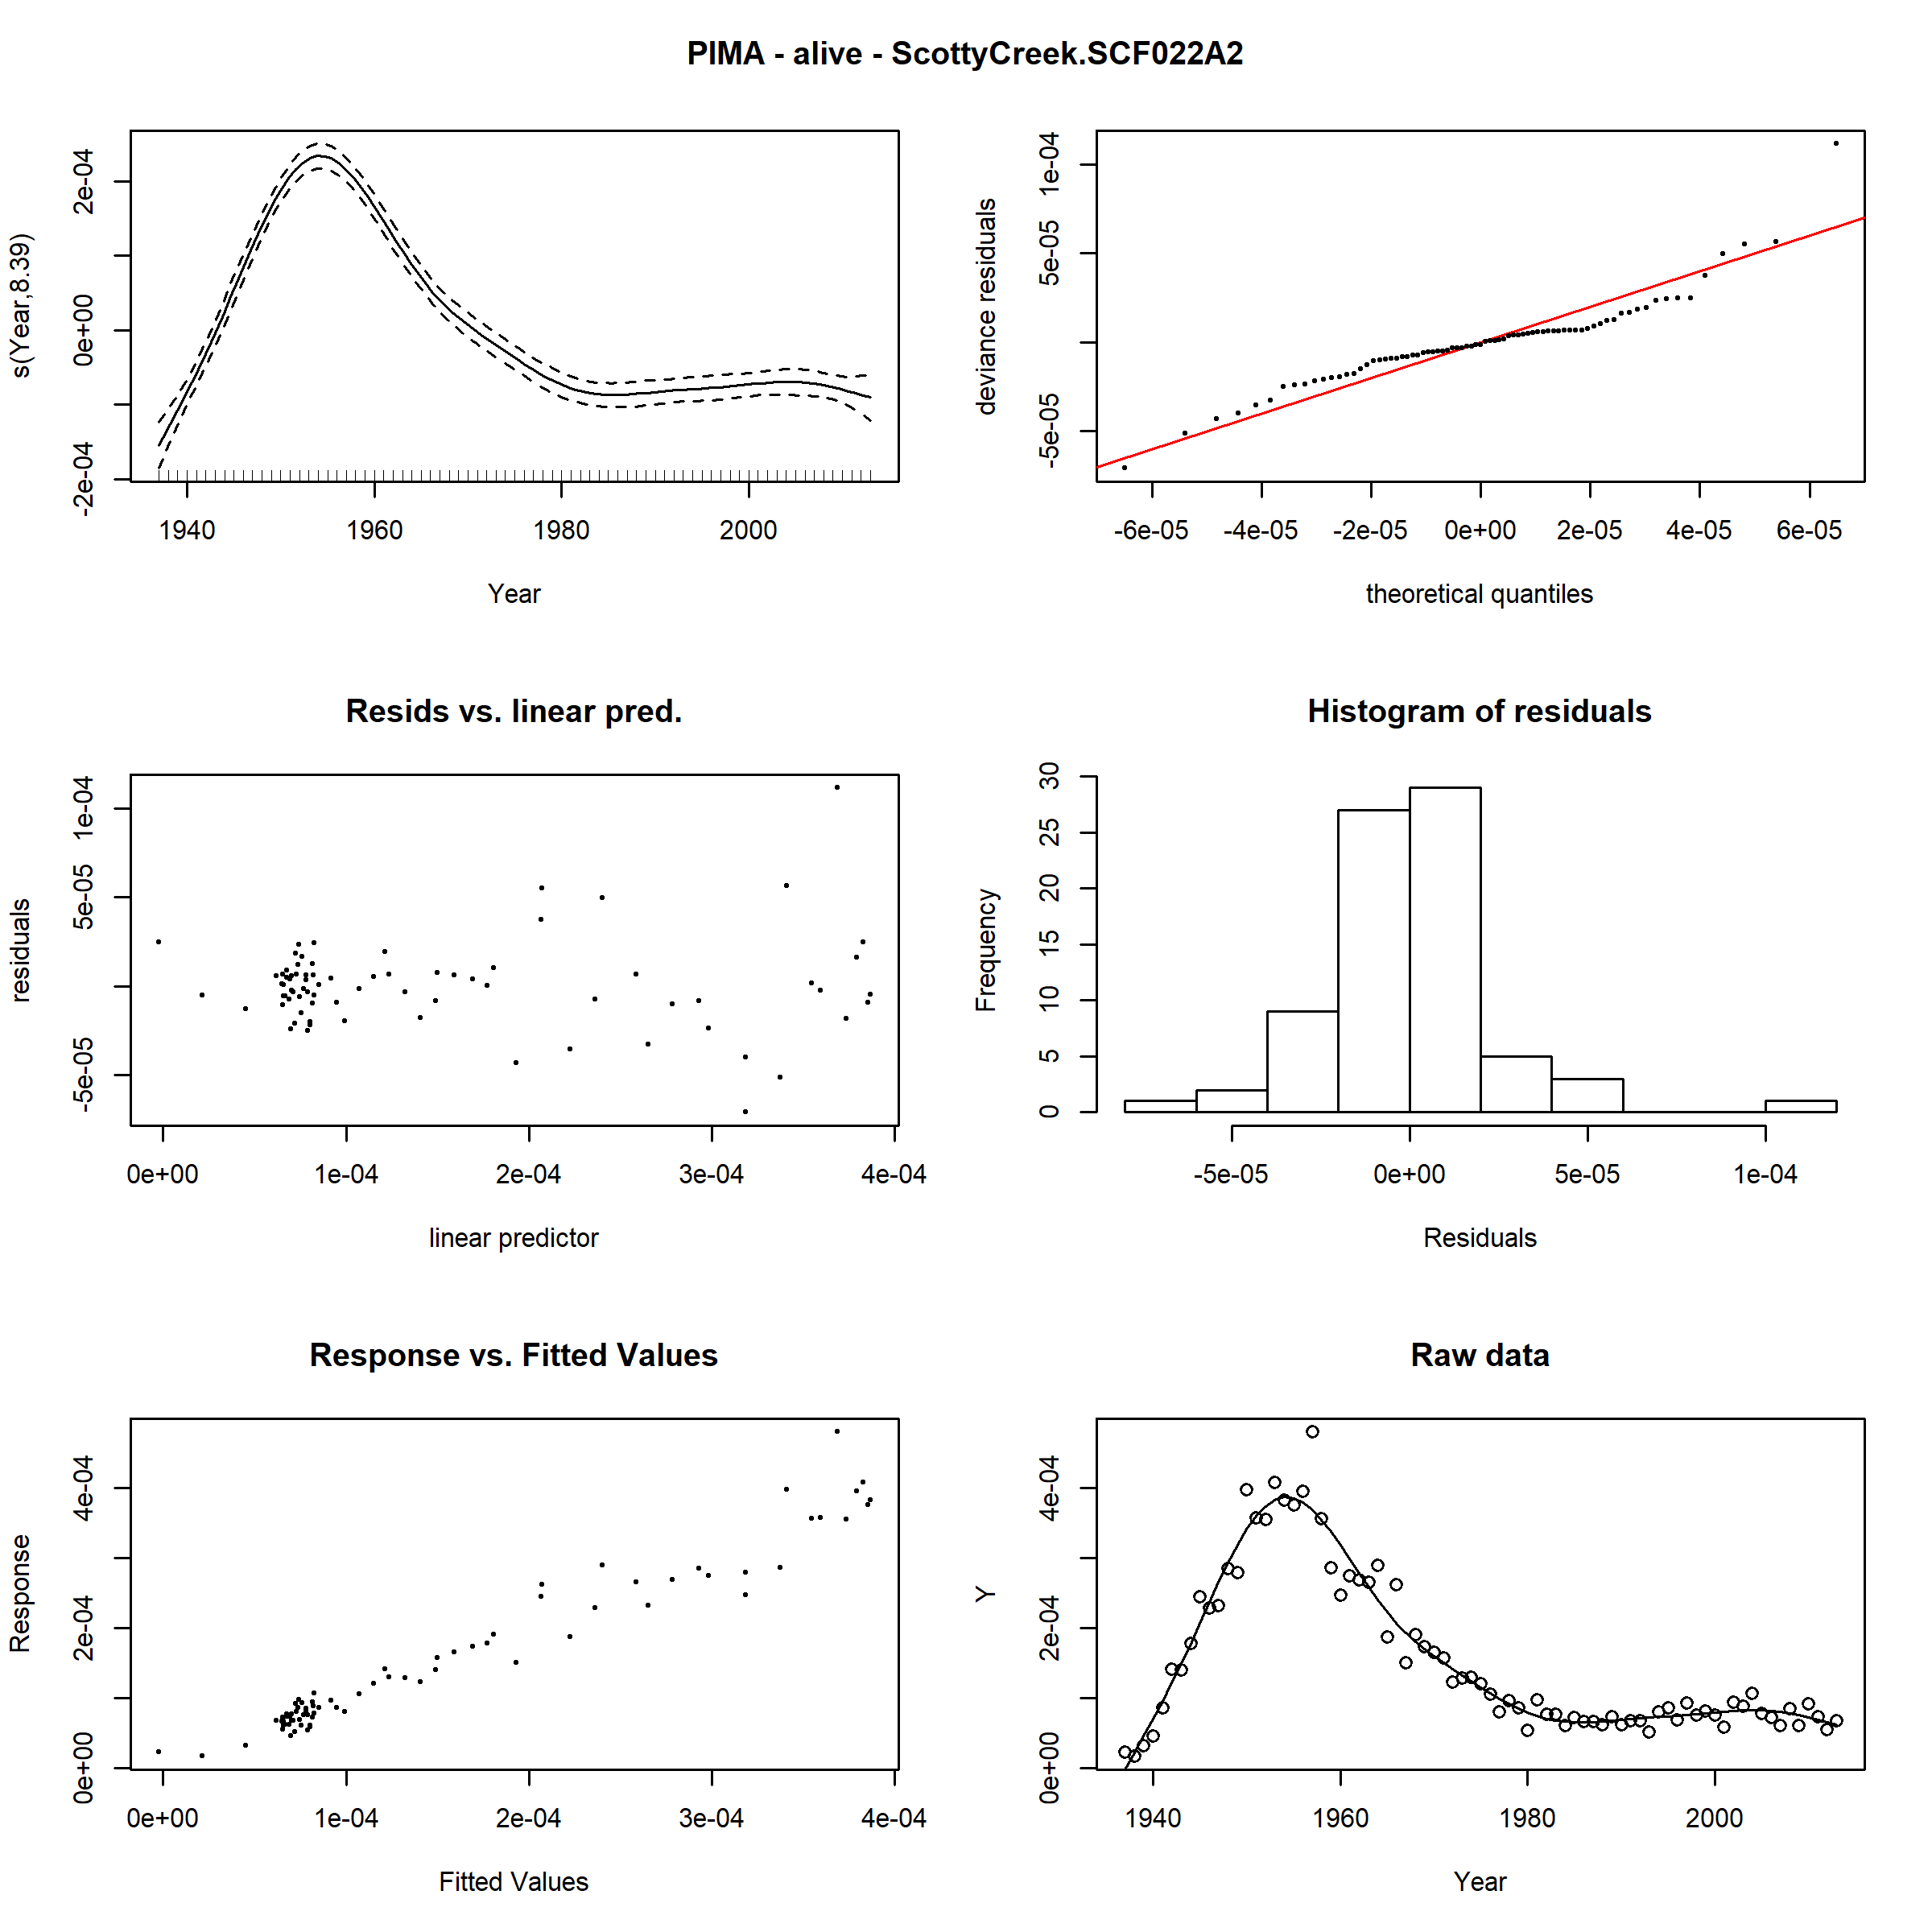 PIMA - alive - ScottyCreek.SCF022A2
s(Year,8.39)
-2e-04 0e+00 2e-04
1940 1960 1980 2000
Year
deviance residuals
-5e-05 5e-05 1e-04
-6e-05 -4e-05 -2e-05 0e+00 2e-05 4e-05 6e-05
theoretical quantiles
Resids vs. linear pred.
residuals
-5e-05 5e-05 1e-04
0e+00 1e-04 2e-04 3e-04 4e-04
linear predictor
Histogram of residuals
Frequency
0 5 10 15 20 25 30
-5e-05 0e+00 5e-05 1e-04
Residuals
Response vs. Fitted Values
Response
0e+00 2e-04 4e-04
0e+00 1e-04 2e-04 3e-04 4e-04
Fitted Values
Raw data
Y
0e+00 2e-04 4e-04
1940 1960 1980 2000
Year